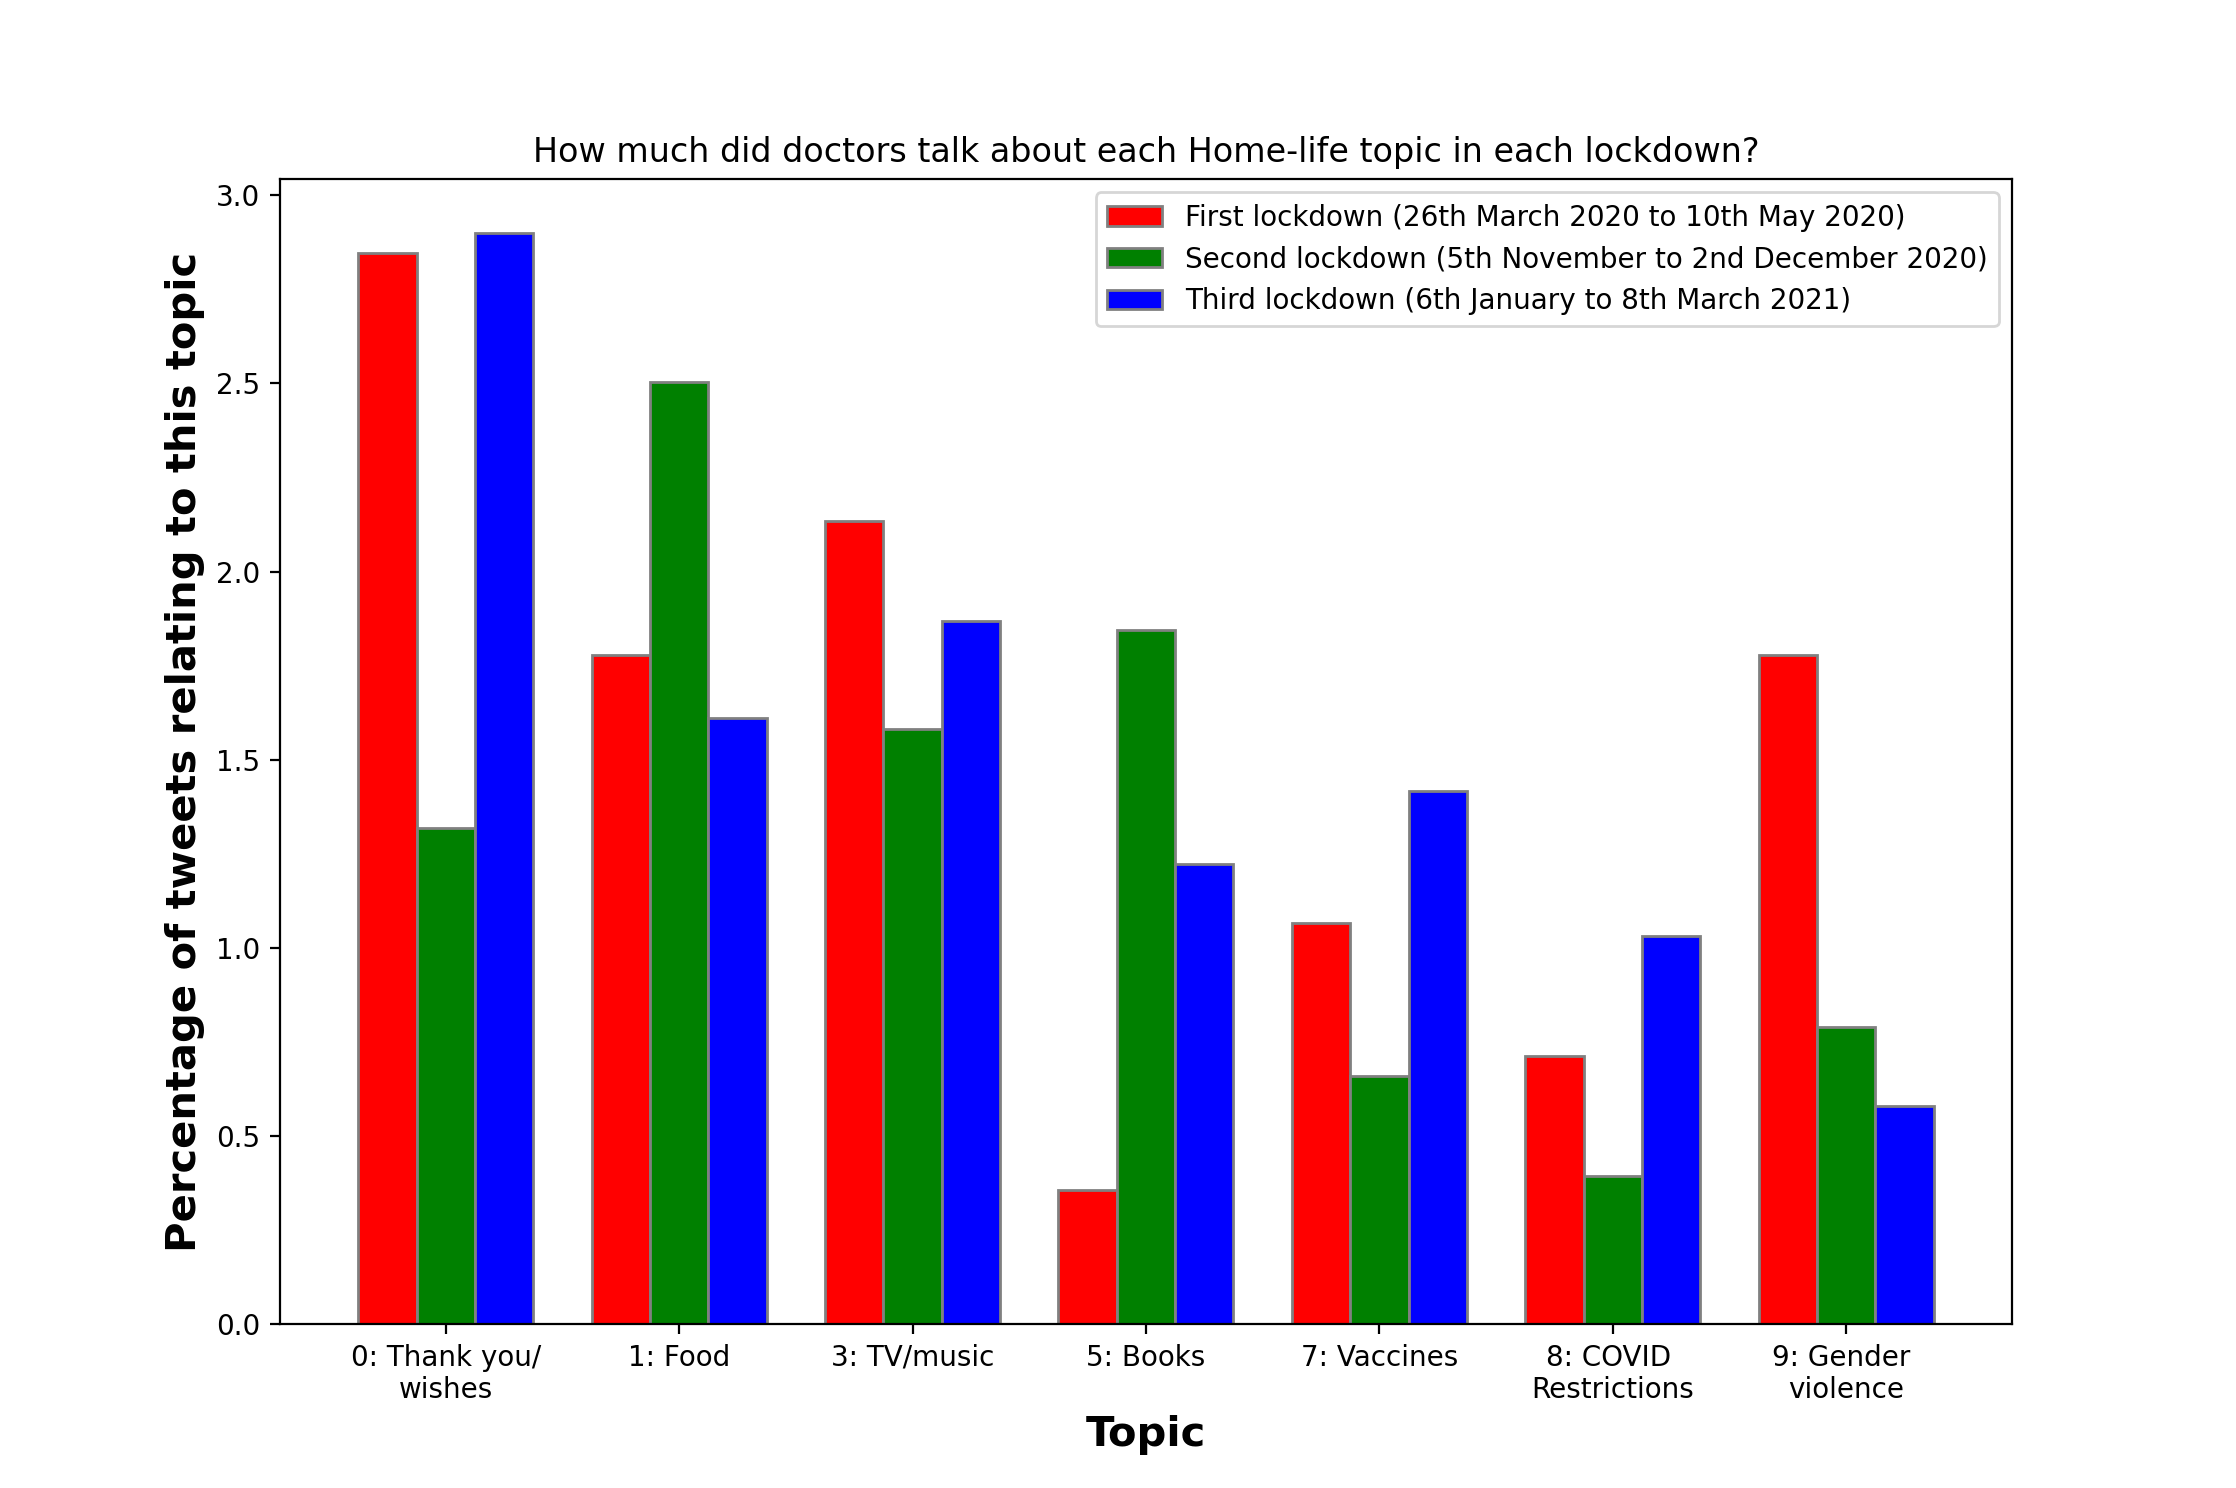 How much did doctors talk about each Home-life topic in each lockdown?
First lockdown (26th March 2020 to 10th May 2020)
Second lockdown (5th November to 2nd December 2020)
Third lockdown (6th January to 8th March 2021)
Percentage of tweets relating to this topic
3.0
2.5
2.0
1.5
1.0
0.5
0.0
0: Thank you/
wishes
1: Food
3: TV/music
5: Books
7: Vaccines
8: COVID
Restrictions
9: Gender
violence
Topic